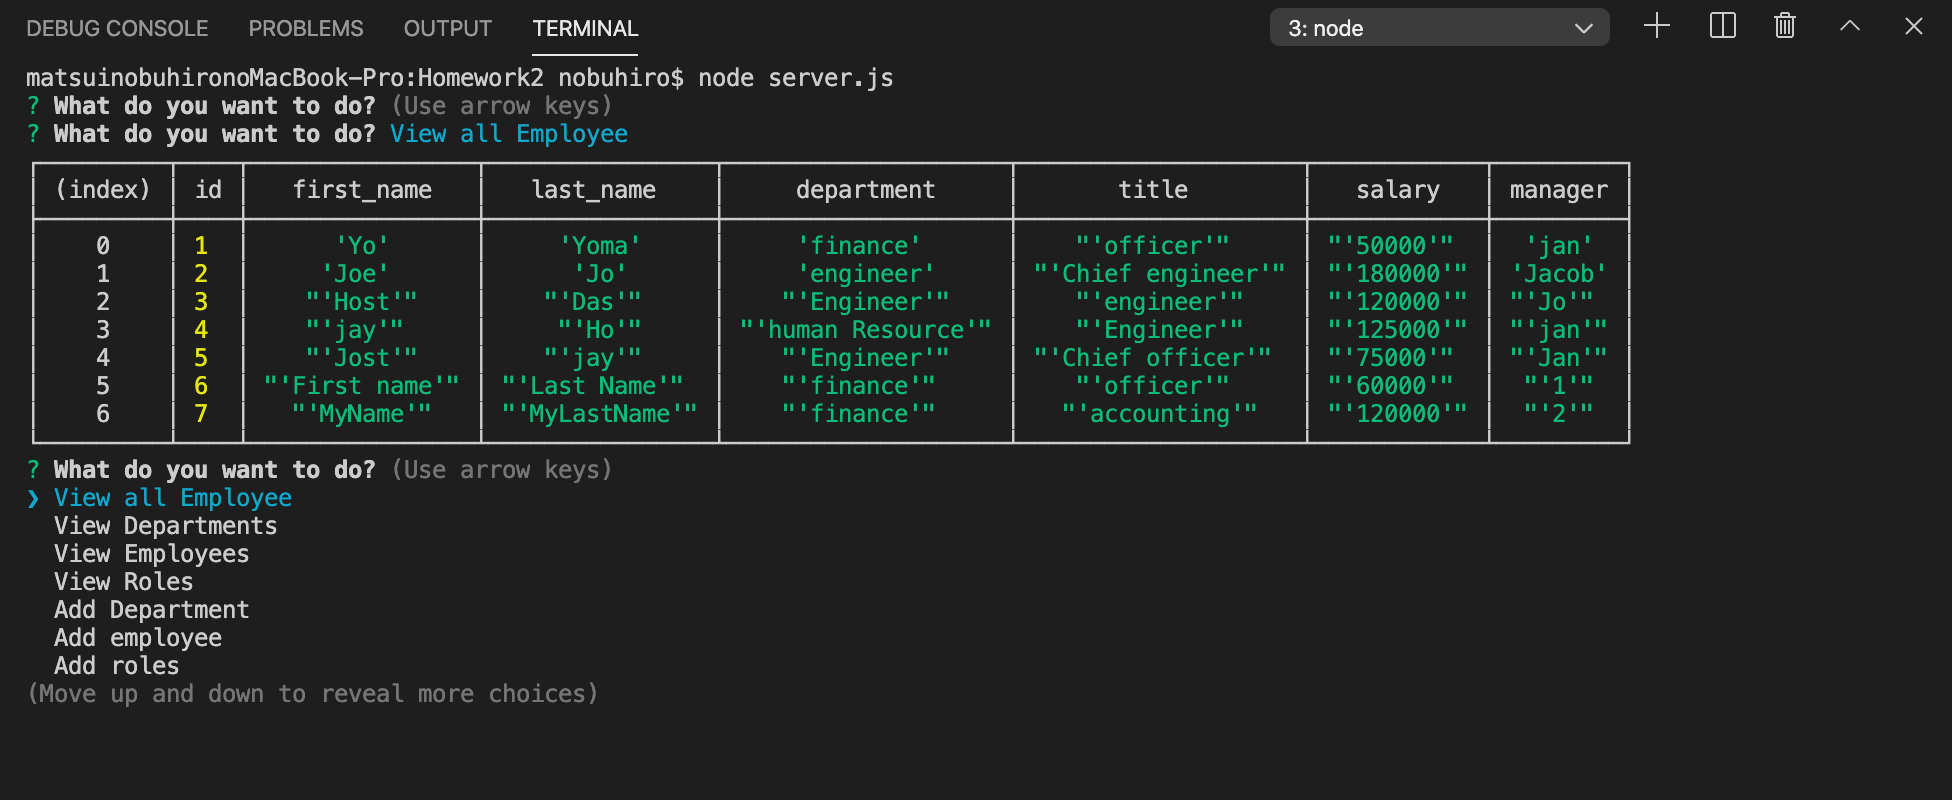 DEBUG CONSOLE PROBLEMS OUTPUT TERMINAL 3: node
matsuinobuhironoMacBook-Pro:Homework2 nobuhiro$ node server.js
? What do you want to do? (Use arrow keys)
? What do you want to do? View all Employee
(index) id first_name last_name department title salary manager
0 1 'Yo' 'Yoma' 'finance' "'officer'" "'50000'" 'jan'
1 2 'Joe' 'Jo' 'engineer' "'Chief engineer'" "'180000'" 'Jacob'
2 3 "'Host'" "'Das'" "'Engineer'" "'engineer'" "'120000'" "'Jo'"
3 4 "'jay'" "'Ho'" "'human Resource'" "'Engineer'" "'125000'" "'jan'"
4 5 "'Jost'" "'jay'" "'Engineer'" "'Chief officer'" "'75000'" "'Jan'"
5 6 "'First name'" "'Last Name'" "'finance'" "'officer'" "'60000'" "'1'"
6 7 "'MyName'" "'MyLastName'" "'finance'" "'accounting'" "'120000'" "'2'"
? What do you want to do? (Use arrow keys)
❯ View all Employee
View Departments
View Employees
View Roles
Add Department
Add employee
Add roles
(Move up and down to reveal more choices)